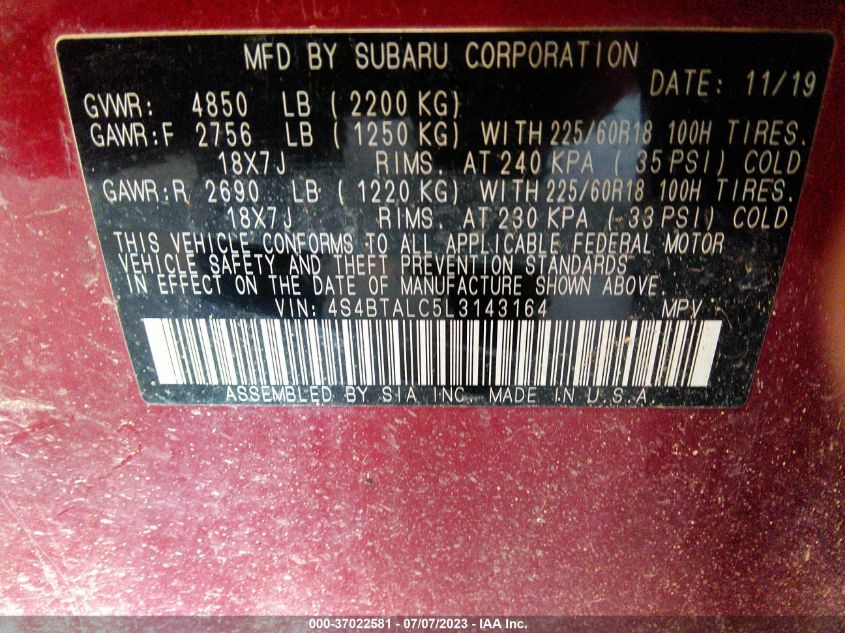 MFD BY SUBARU CORPORATION
DATE: 11/19
GVWR: 4850 LB ( 2200 KG)
GAWR:F 2756 LB ( 1250 KG) WITH 225/60R18 100H TIRES.
18X7J RIMS. AT 240 KPA ( 35 PSI) COLD
GAWR:R 2690 LB ( 1220 KG) WITH 225/60R18 100H TIRES.
18X7J RIMS. AT 230 KPA ( 33 PSI) COLD
THIS VEHICLE CONFORMS TO ALL APPLICABLE FEDERAL MOTOR
VEHICLE SAFETY AND THEFT PREVENTION STANDARDS
IN EFFECT ON THE DATE OF MANUFACTURE SHOWN ABOVE.
VIN: 4S4BTALC5L3143164 MPV
ASSEMBLED BY SIA INC. MADE IN U.S.A.
000-37022581 - 07/07/2023 - IAA Inc.